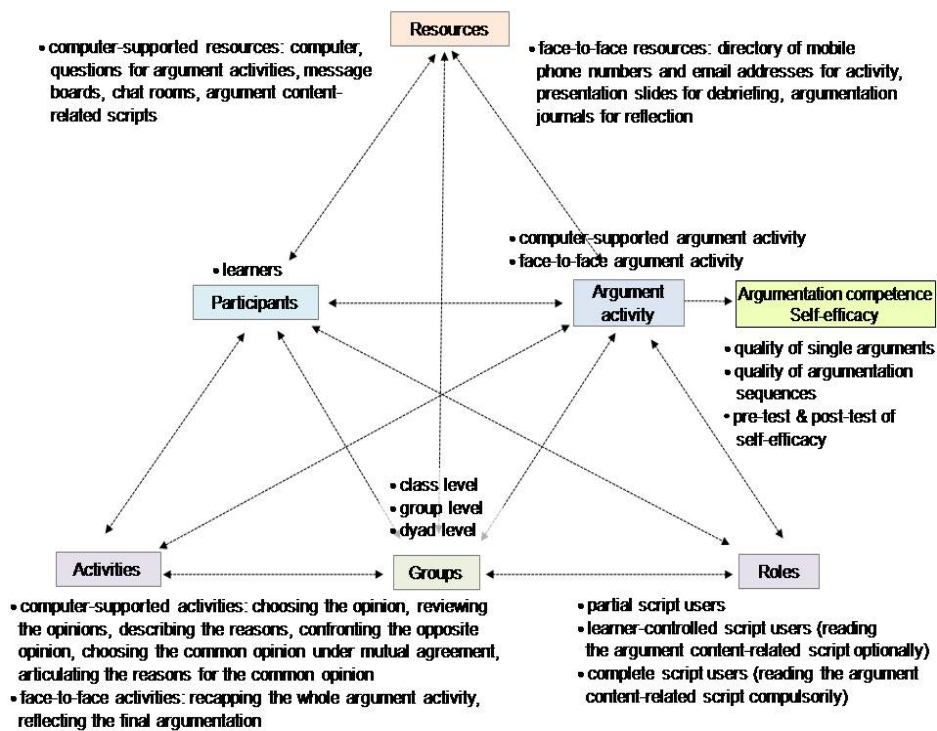 Resources
• computer-supported resources: computer,
questions for argument activities, message
boards, chat rooms, argument content-
related scripts
• face-to-face resources: directory of mobile
phone numbers and email addresses for activity,
presentation slides for debriefing, argumentation
journals for reflection
• computer-supported argument activity
• face-to-face argument activity
• learners
Participants
Argument
activity
Argumentation competence
Self-efficacy
• quality of single arguments
• quality of argumentation
sequences
• pre-test & post-test of
self-efficacy
• class level
• group level
• dyad level
Activities
Groups
Roles
• computer-supported activities: choosing the opinion, reviewing
the opinions, describing the reasons, confronting the opposite
opinion, choosing the common opinion under mutual agreement,
articulating the reasons for the common opinion
• face-to-face activities: recapping the whole argument activity,
reflecting the final argumentation
• partial script users
• learner-controlled script users (reading
the argument content-related script optionally)
• complete script users (reading the argument
content-related script compulsorily)